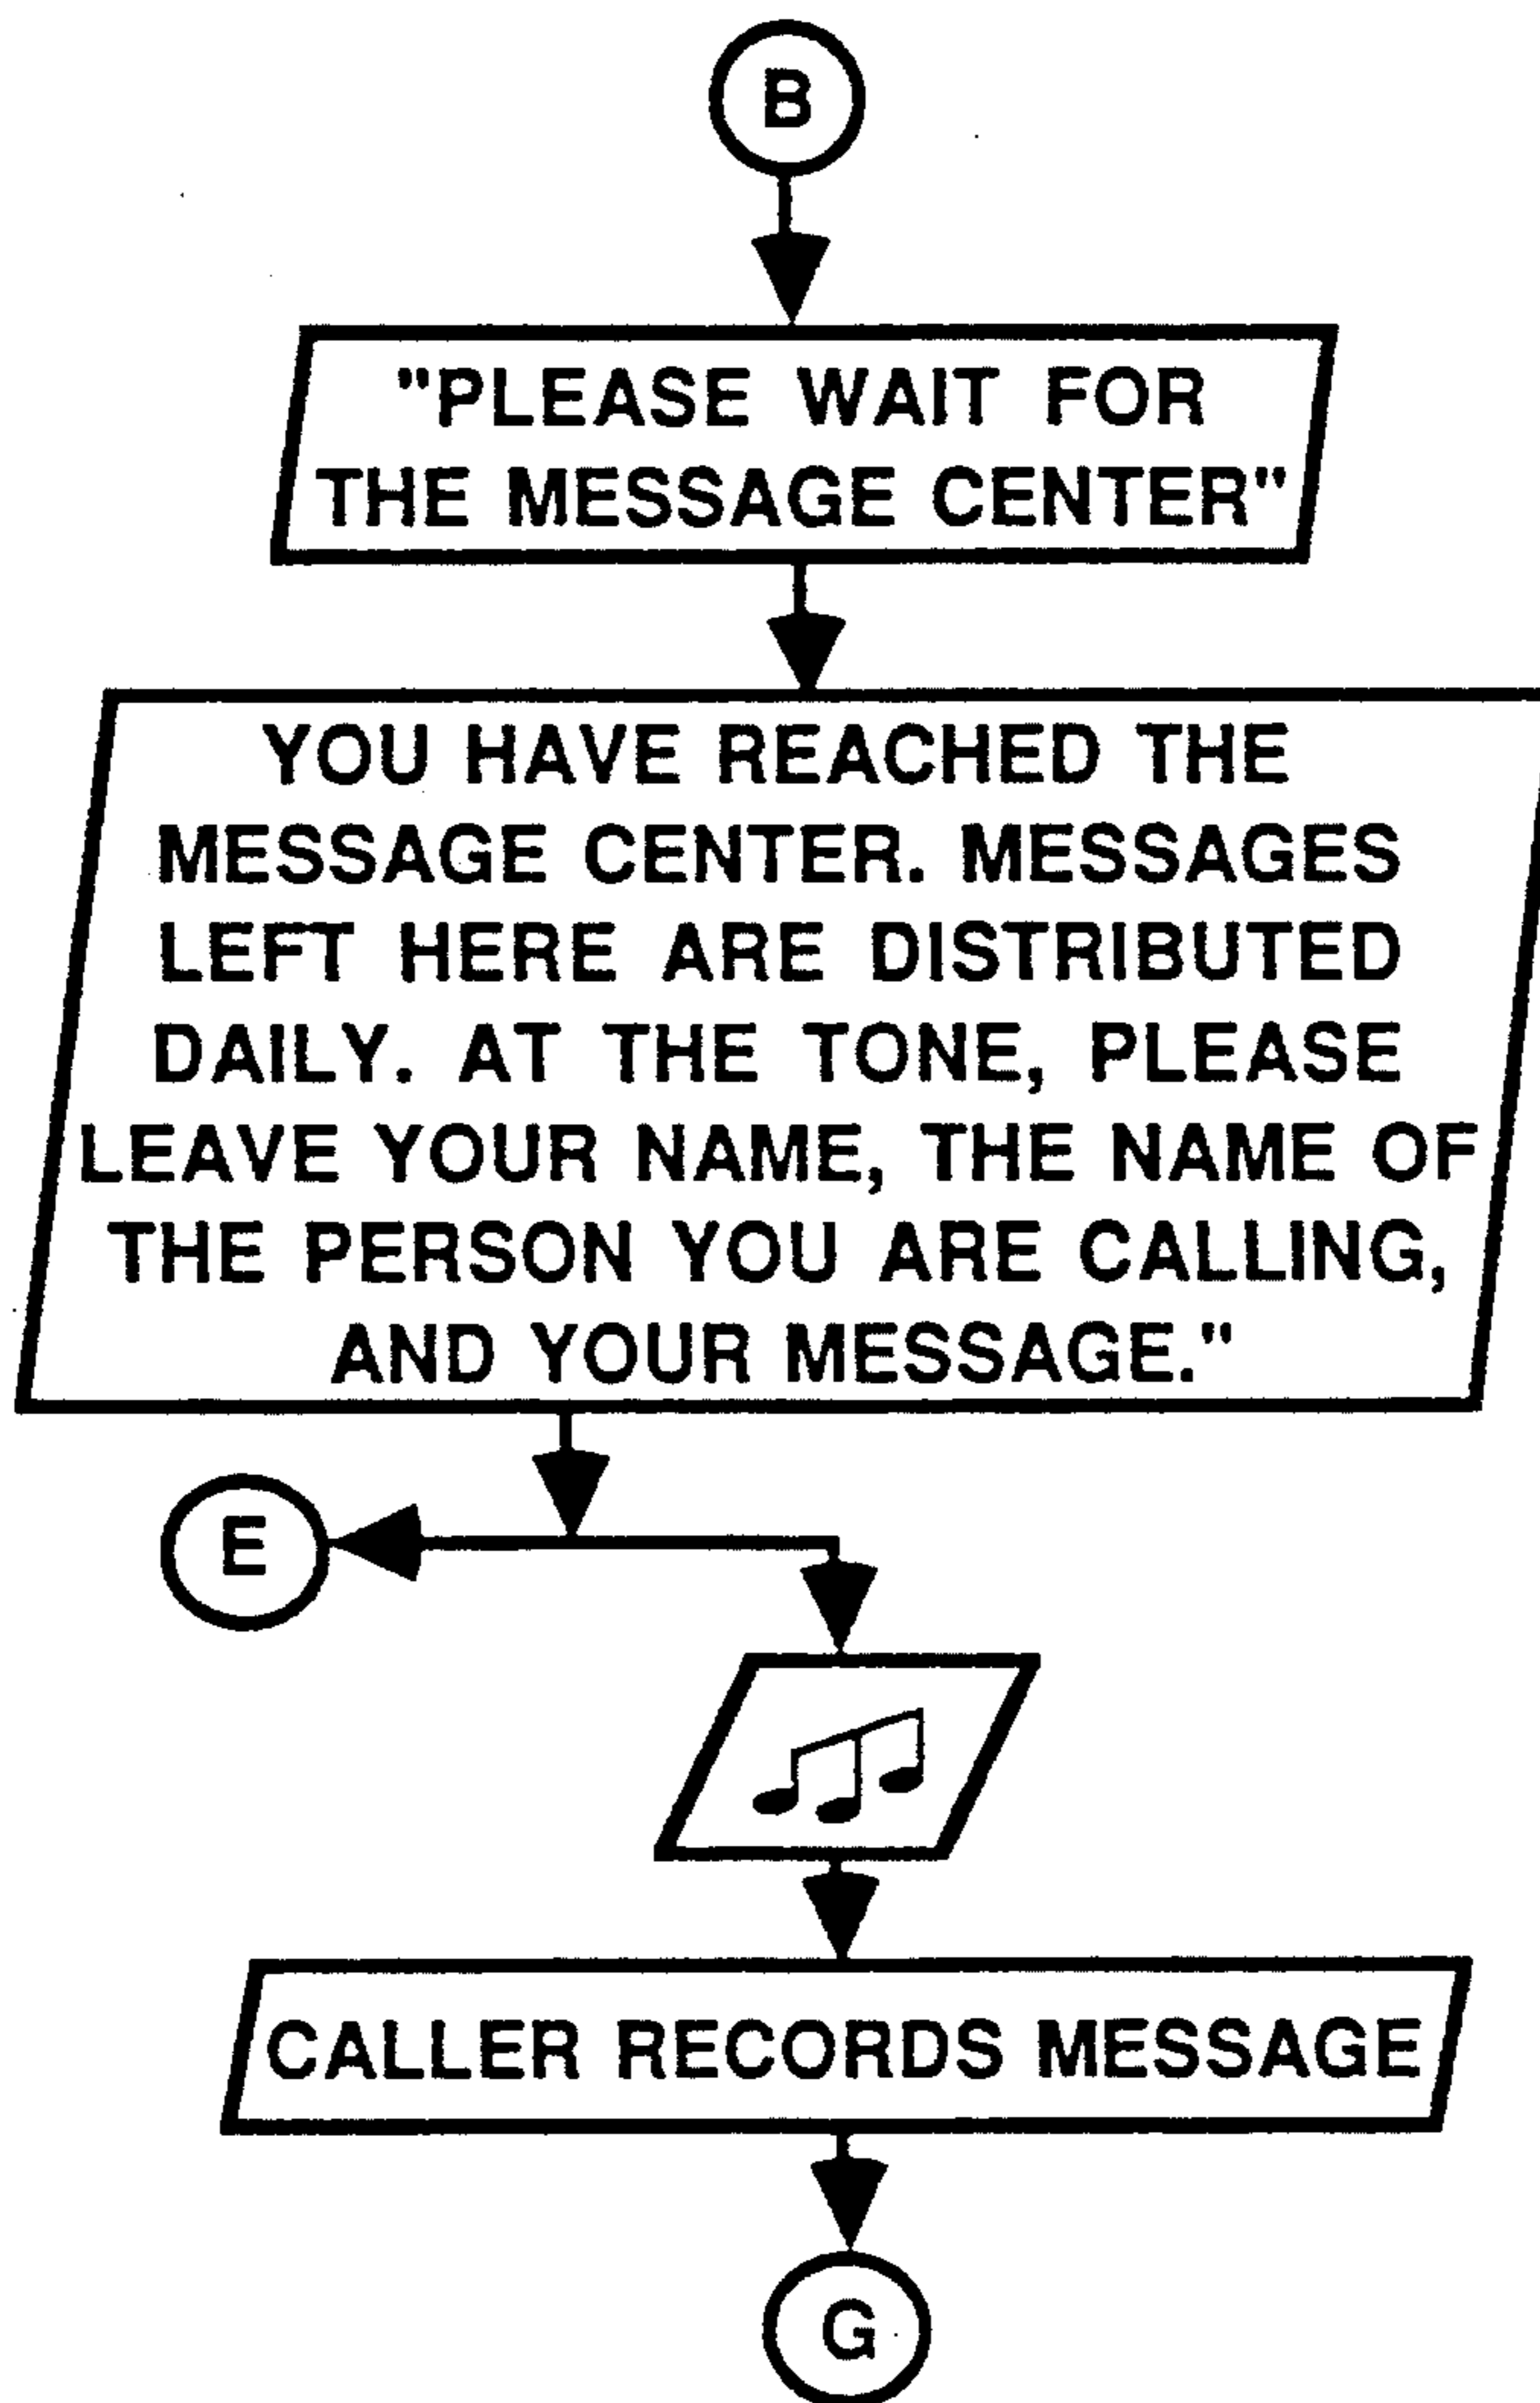 B
"PLEASE WAIT FOR
THE MESSAGE CENTER"
YOU HAVE REACHED THE
MESSAGE CENTER. MESSAGES
LEFT HERE ARE DISTRIBUTED
DAILY. AT THE TONE, PLEASE
LEAVE YOUR NAME, THE NAME OF
THE PERSON YOU ARE CALLING,
AND YOUR MESSAGE."
E
CALLER RECORDS MESSAGE
G